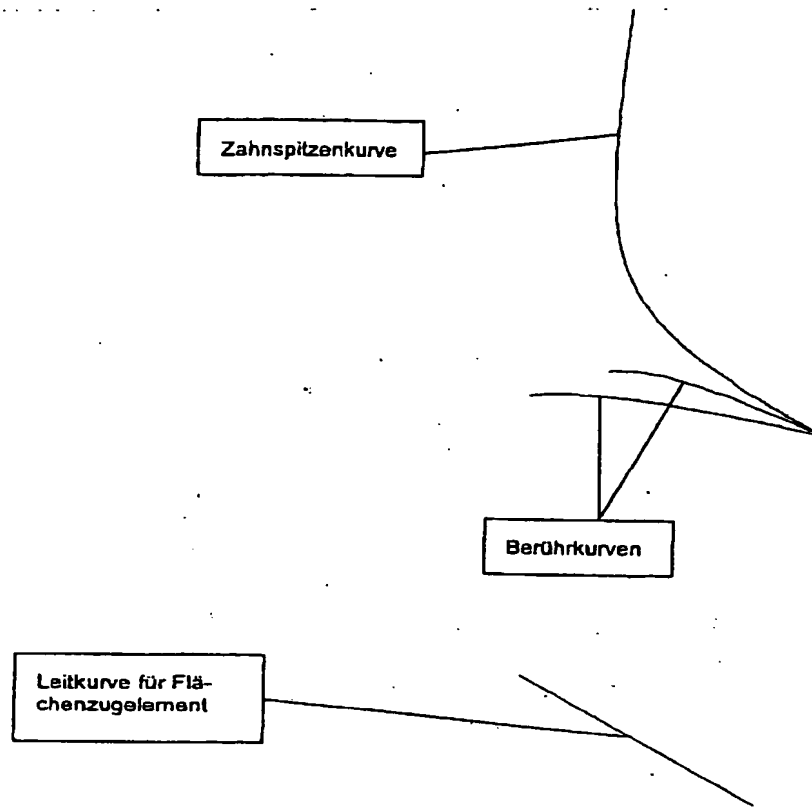 Zahnspitzenkurve
Berührkurven
Leitkurve für Flä-
chenzugelement